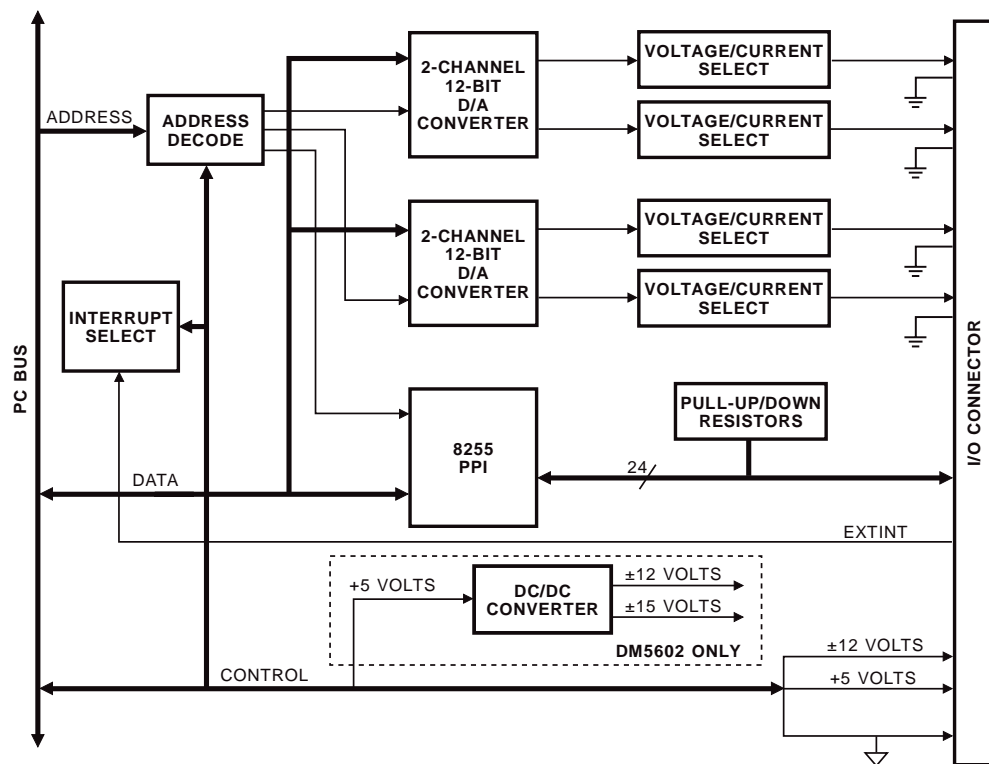 ADDRESS
ADDRESS
DECODE
2-CHANNEL
12-BIT
D/A
CONVERTER
VOLTAGE/CURRENT
SELECT
VOLTAGE/CURRENT
SELECT
2-CHANNEL
12-BIT
D/A
CONVERTER
VOLTAGE/CURRENT
SELECT
VOLTAGE/CURRENT
SELECT
INTERRUPT
SELECT
PC BUS
I/O CONNECTOR
PULL-UP/DOWN
RESISTORS
8255
PPI
24
DATA
EXTINT
+5 VOLTS
DC/DC
CONVERTER
±12 VOLTS
±15 VOLTS
DM5602 ONLY
CONTROL
±12 VOLTS
+5 VOLTS